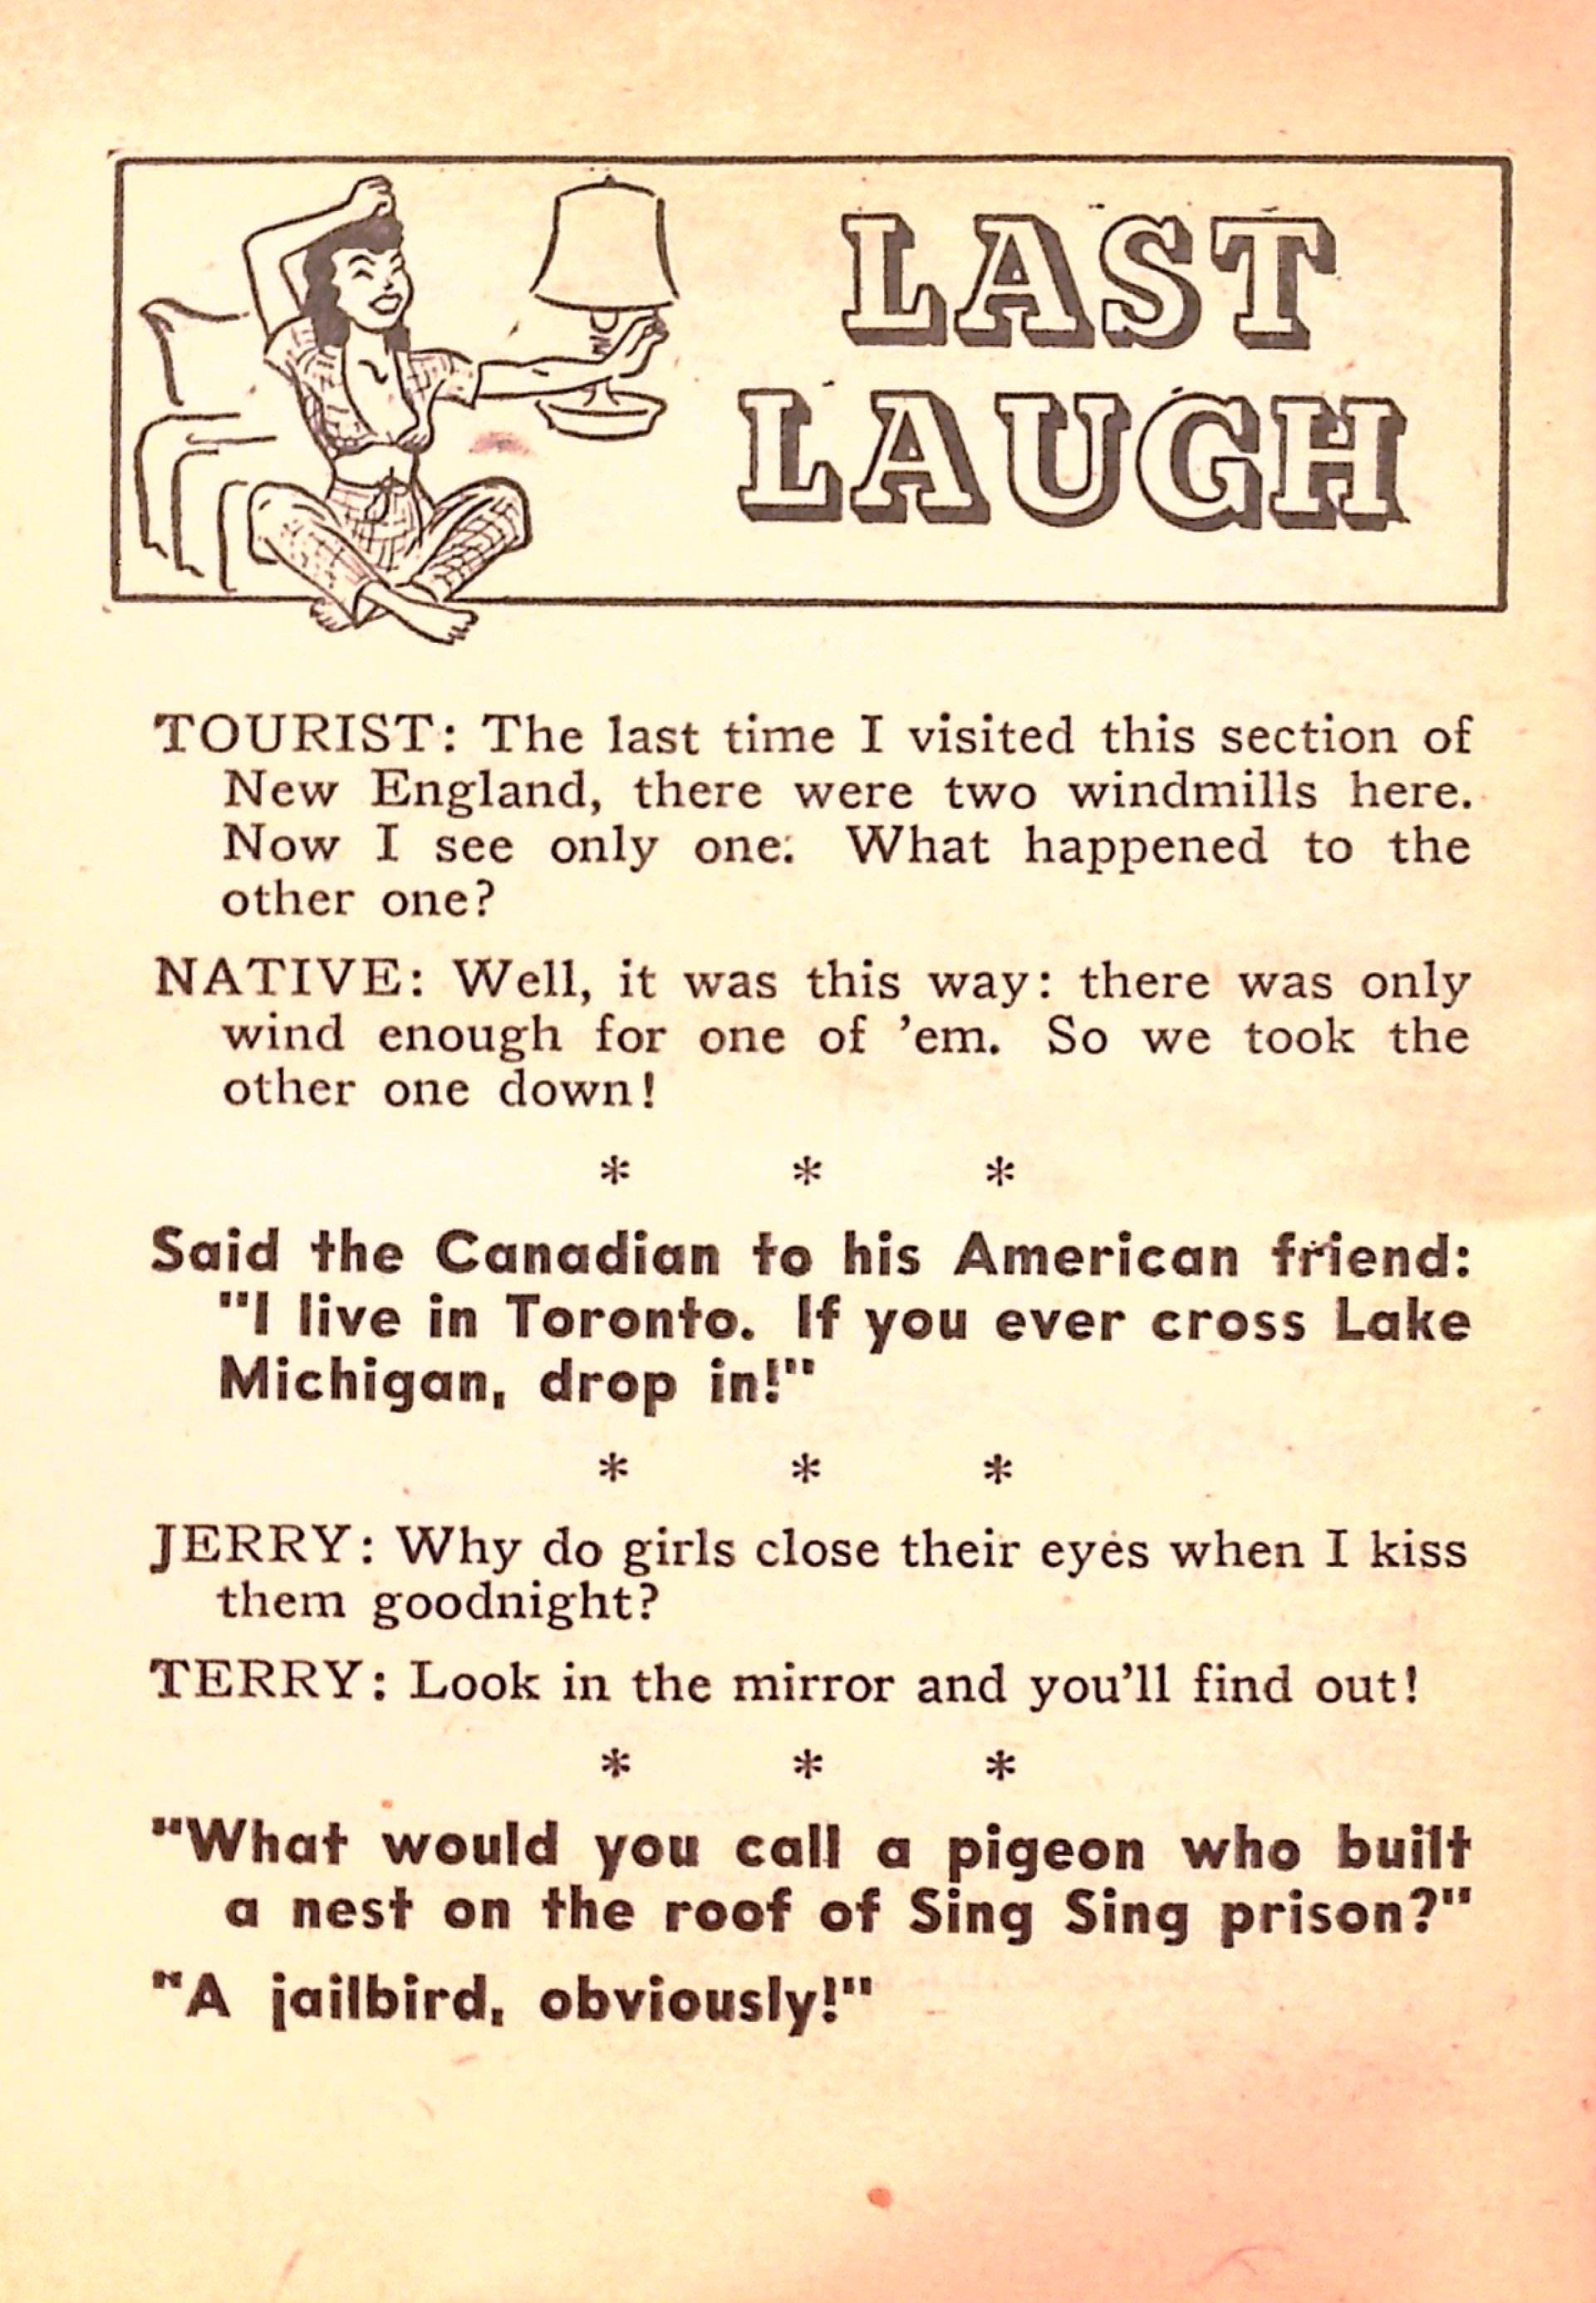 LAST
LAUGH
TOURIST: The last time I visited this section of
New England, there were two windmills here.
Now I see only one. What happened to the
other one?
NATIVE: Well, it was this way: there was only
wind enough for one of 'em. So we took the
other one down!
* * *
Said the Canadian to his American friend:
"I live in Toronto. If you ever cross Lake
Michigan, drop in!"
* * *
JERRY: Why do girls close their eyes when I kiss
them goodnight?
TERRY: Look in the mirror and you'll find out!
* * *
"What would you call a pigeon who built
a nest on the roof of Sing Sing prison?"
"A jailbird, obviously!"